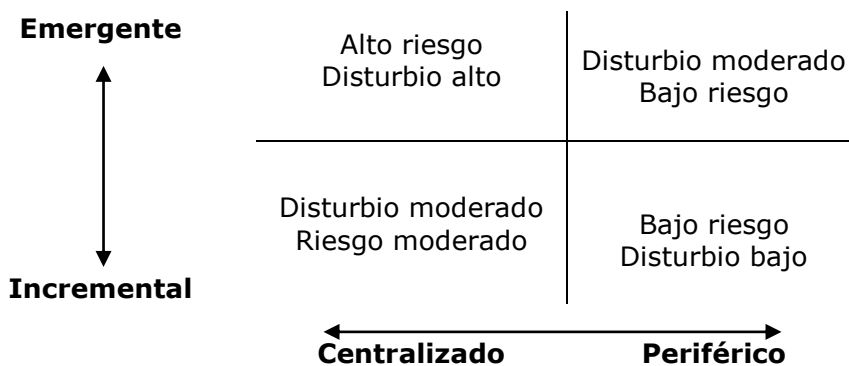 Emergente
Alto riesgo
Disturbio alto
Disturbio moderado
Bajo riesgo
Disturbio moderado
Riesgo moderado
Bajo riesgo
Disturbio bajo
Incremental
Centralizado
Periférico